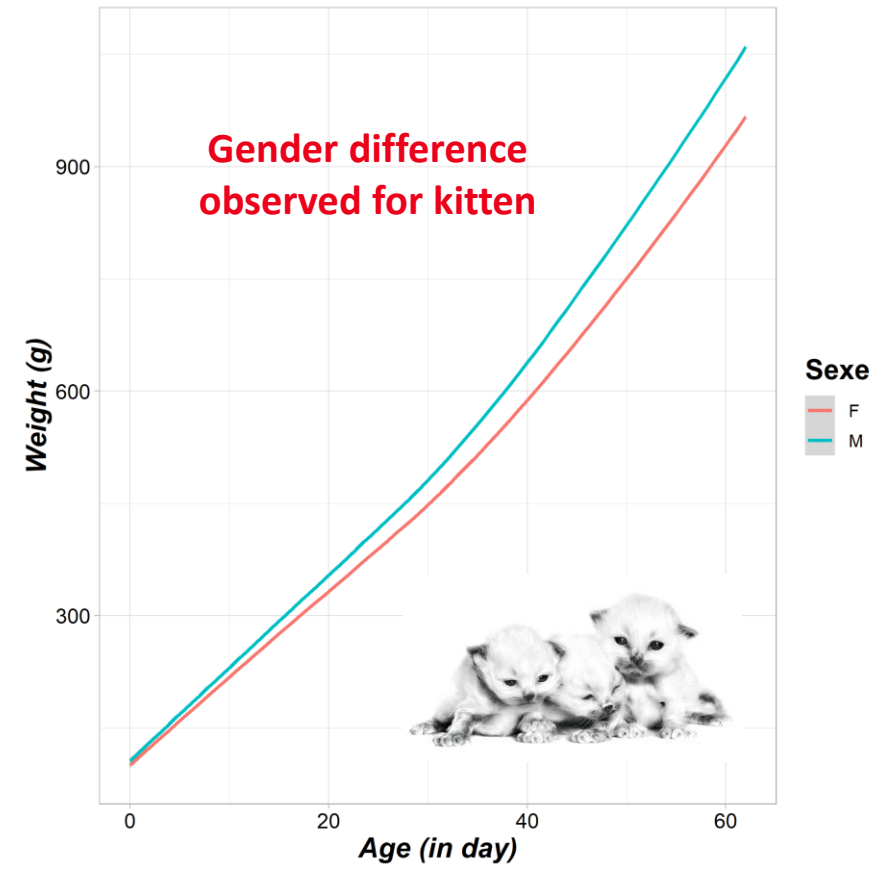 Gender difference
observed for kitten
900
600
300
Weight (g)
0
20
40
60
Age (in day)
Sexe
F
M